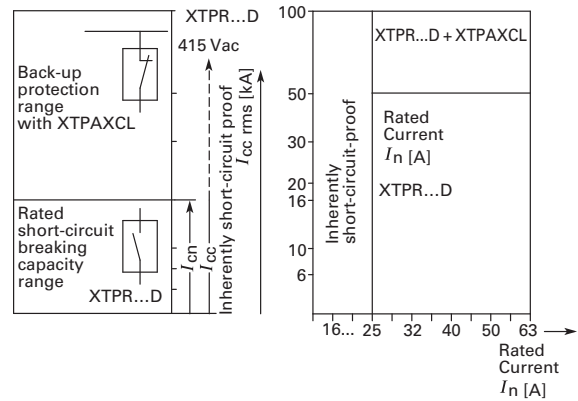 XTPR...D
415 Vac
Back-up
protection
range
with XTPAXCL
Rated
short-circuit
breaking
capacity
range
XTPR...D
Icn
Icc
Inherently short-circuit proof
Icc rms [kA]
100
50
30
20
16
10
6
Inherently
short-circuit-proof
XTPR...D + XTPAXCL
Rated
Current
In [A]
XTPR...D
16... 25 32 40 50 63
Rated
Current
In [A]